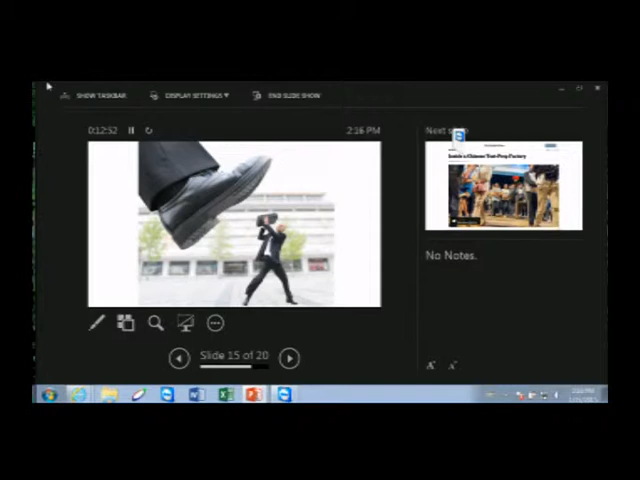 SHOW TASKBAR
DISPLAY SETTINGS ▼
END SLIDE SHOW
0:12:52
2:16 PM
Next
Inside a Chinese Test-Prep Factory
No Notes.
A
A
Slide 15 of 20